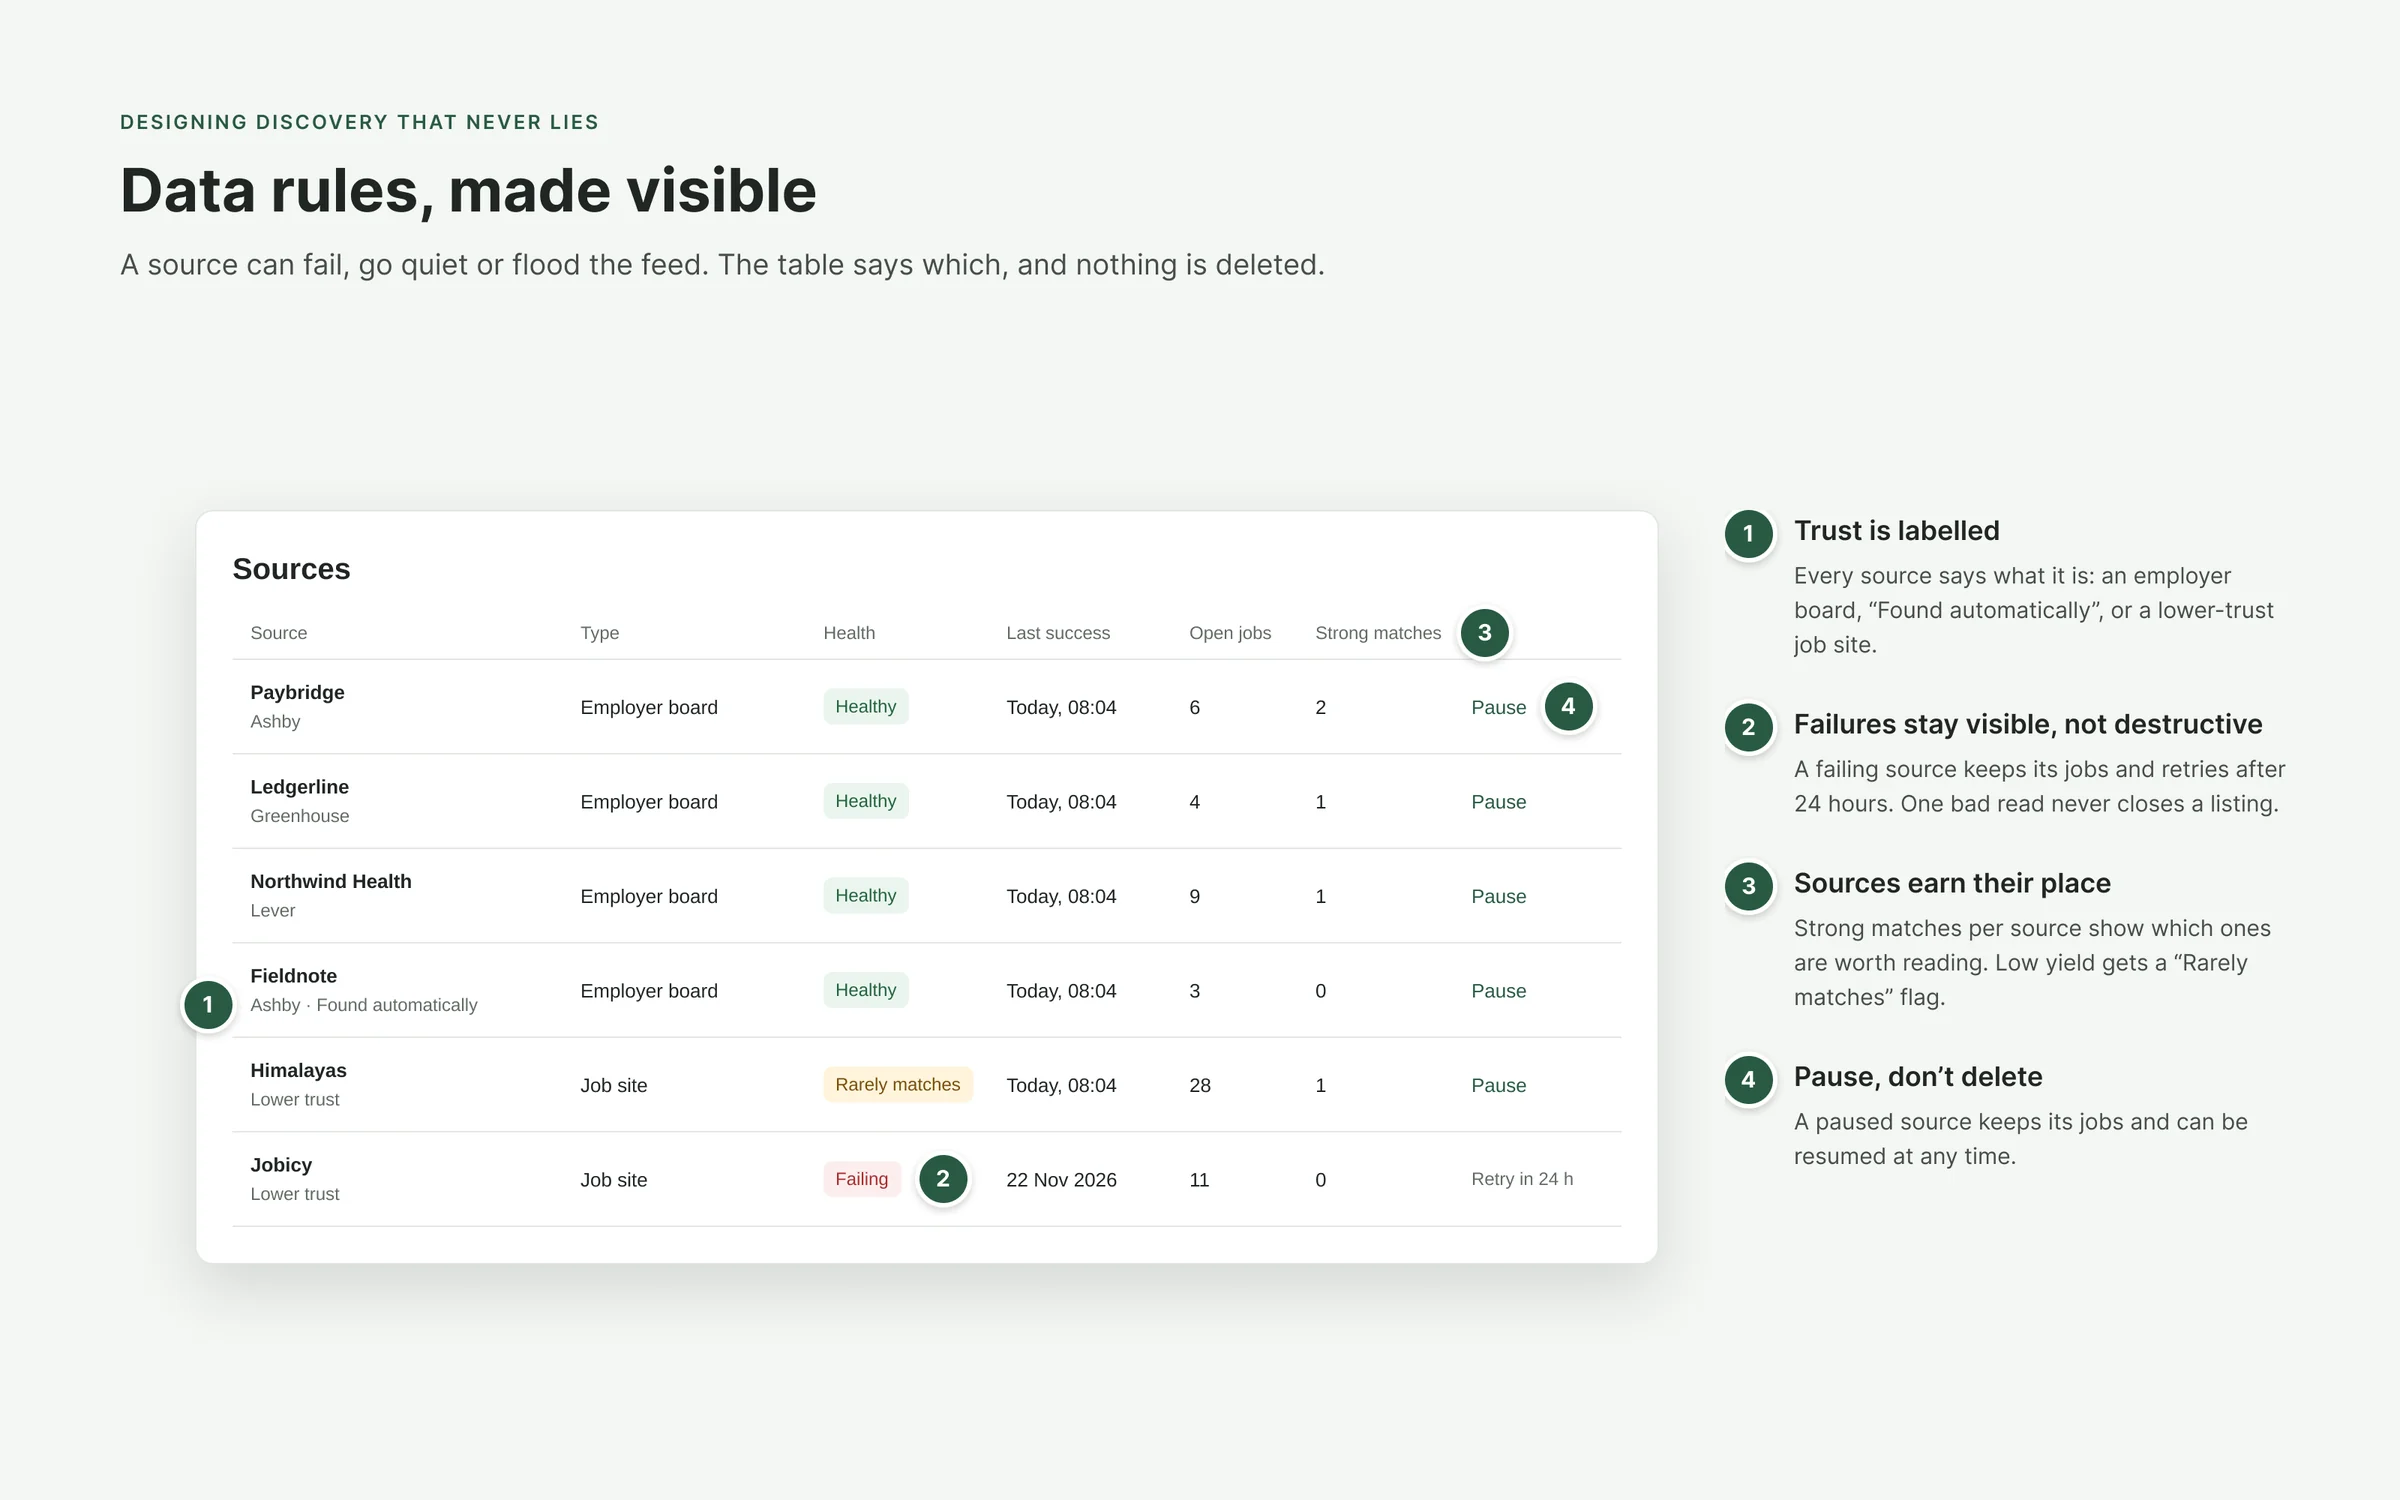 DESIGNING DISCOVERY THAT NEVER LIES
Data rules, made visible
A source can fail, go quiet or flood the feed. The table says which, and nothing is deleted.
Sources
Source Type Health Last success Open jobs Strong matches 3
Paybridge
Ashby
Employer board Healthy Today, 08:04 6 2 Pause 4
Ledgerline
Greenhouse
Employer board Healthy Today, 08:04 4 1 Pause
Northwind Health
Lever
Employer board Healthy Today, 08:04 9 1 Pause
Fieldnote
1 Ashby · Found automatically
Employer board Healthy Today, 08:04 3 0 Pause
Himalayas
Lower trust
Job site Rarely matches Today, 08:04 28 1 Pause
Jobicy
Lower trust
Job site Failing 2 22 Nov 2026 11 0 Retry in 24 h
1 Trust is labelled
Every source says what it is: an employer
board, “Found automatically”, or a lower-trust
job site.
2 Failures stay visible, not destructive
A failing source keeps its jobs and retries after
24 hours. One bad read never closes a listing.
3 Sources earn their place
Strong matches per source show which ones
are worth reading. Low yield gets a “Rarely
matches” flag.
4 Pause, don’t delete
A paused source keeps its jobs and can be
resumed at any time.